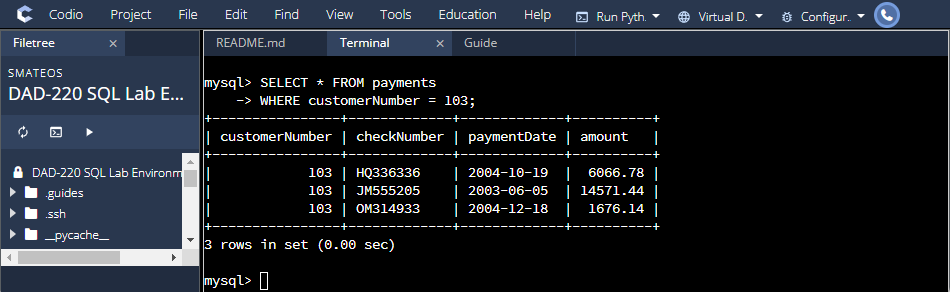 Codio Project File Edit Find View Tools Education Help Run Pyth. Virtual D. Configur.
Filetree README.md Terminal Guide
SMATEOS
DAD-220 SQL Lab E...
DAD-220 SQL Lab Environm
.guides
.ssh
__pycache__
mysql> SELECT * FROM payments
    -> WHERE customerNumber = 103;
+----------------+-------------+-------------+----------+
| customerNumber | checkNumber | paymentDate | amount   |
+----------------+-------------+-------------+----------+
|            103 | HQ336336    | 2004-10-19  |  6066.78 |
|            103 | JM555205    | 2003-06-05  | 14571.44 |
|            103 | OM314933    | 2004-12-18  |  1676.14 |
+----------------+-------------+-------------+----------+
3 rows in set (0.00 sec)
mysql>